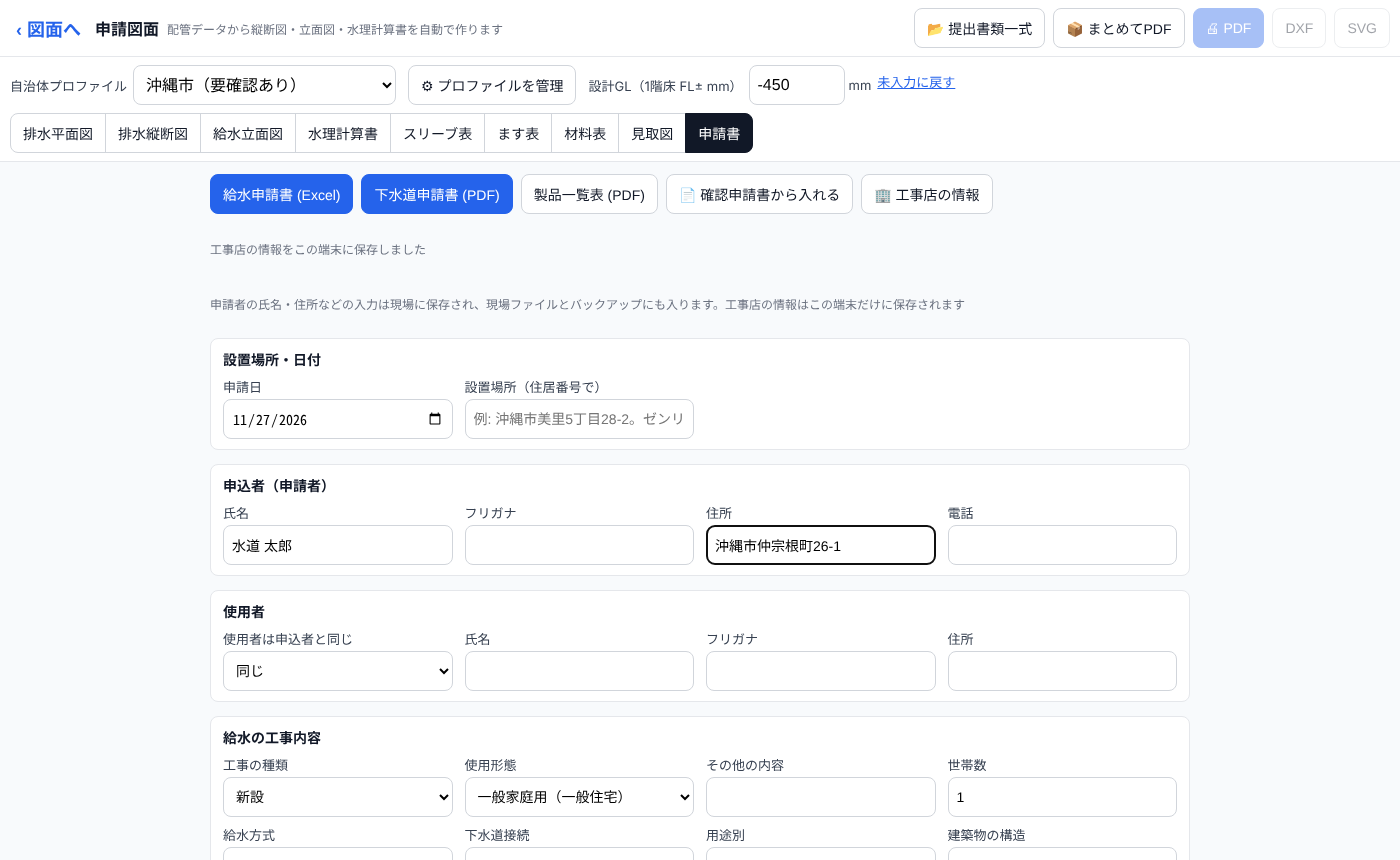 ‹ 図面へ 申請図面 配管データから縦断図・立面図・水理計算書を自動で作ります 📂 提出書類一式 📦 まとめてPDF 🖨 PDF DXF SVG
自治体プロファイル 沖縄市（要確認あり） ⚙ プロファイルを管理 設計GL（1階床 FL± mm） -450 mm 未入力に戻す
排水平面図 排水縦断図 給水立面図 水理計算書 スリーブ表 ます表 材料表 見取図 申請書
給水申請書 (Excel) 下水道申請書 (PDF) 製品一覧表 (PDF) 📄 確認申請書から入れる 🏢 工事店の情報
工事店の情報をこの端末に保存しました
申請者の氏名・住所などの入力は現場に保存され、現場ファイルとバックアップにも入ります。工事店の情報はこの端末だけに保存されます
設置場所・日付
申請日 設置場所（住居番号で）
11/27/2026 例: 沖縄市美里5丁目28-2。ゼンリ
申込者（申請者）
氏名 フリガナ 住所 電話
水道 太郎 沖縄市仲宗根町26-1
使用者
使用者は申込者と同じ 氏名 フリガナ 住所
同じ
給水の工事内容
工事の種類 使用形態 その他の内容 世帯数
新設 一般家庭用（一般住宅） 1
給水方式 下水道接続 用途別 建築物の構造